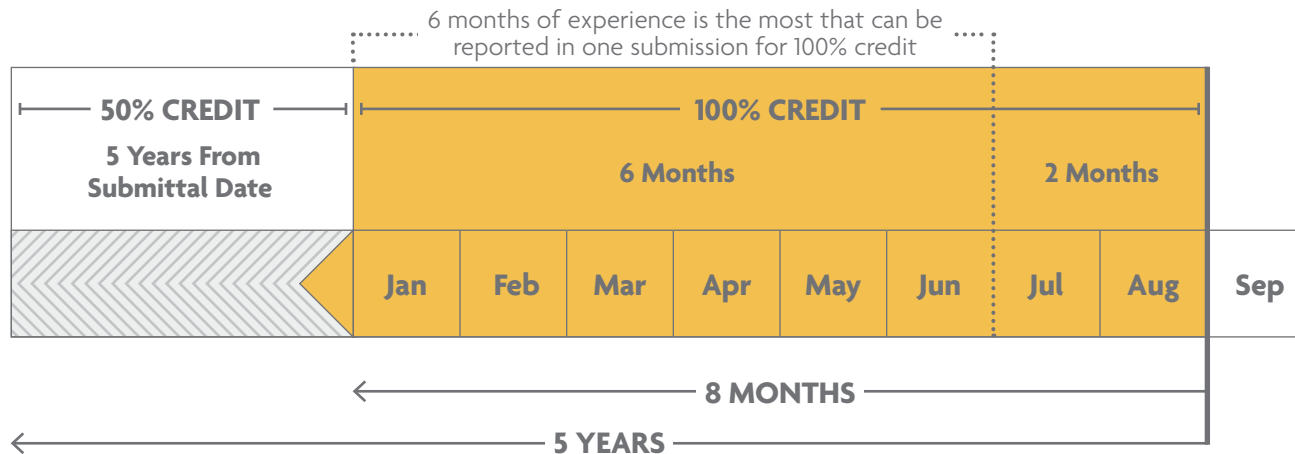 6 months of experience is the most that can be
reported in one submission for 100% credit
50% CREDIT
5 Years From
Submittal Date
100% CREDIT
6 Months
2 Months
Jan
Feb
Mar
Apr
May
Jun
Jul
Aug
Sep
8 MONTHS
5 YEARS